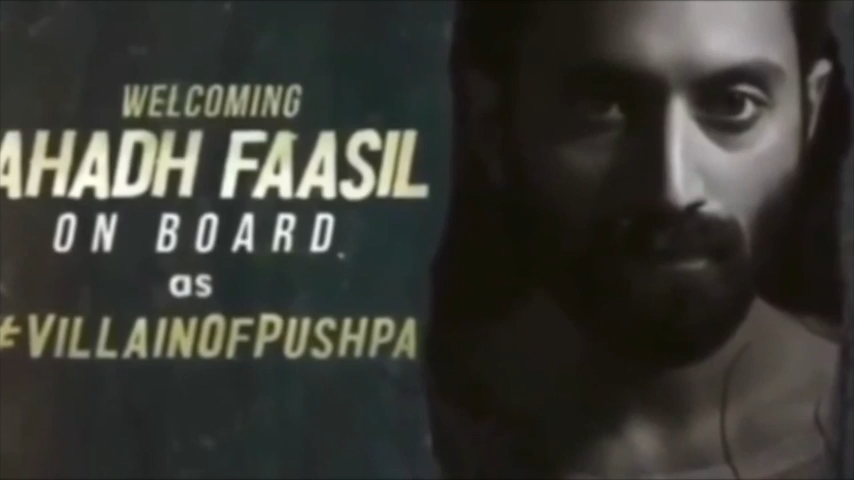 WELCOMING
AHADH FAASIL
ON BOARD
as
#VILLAINOFPUSHPA